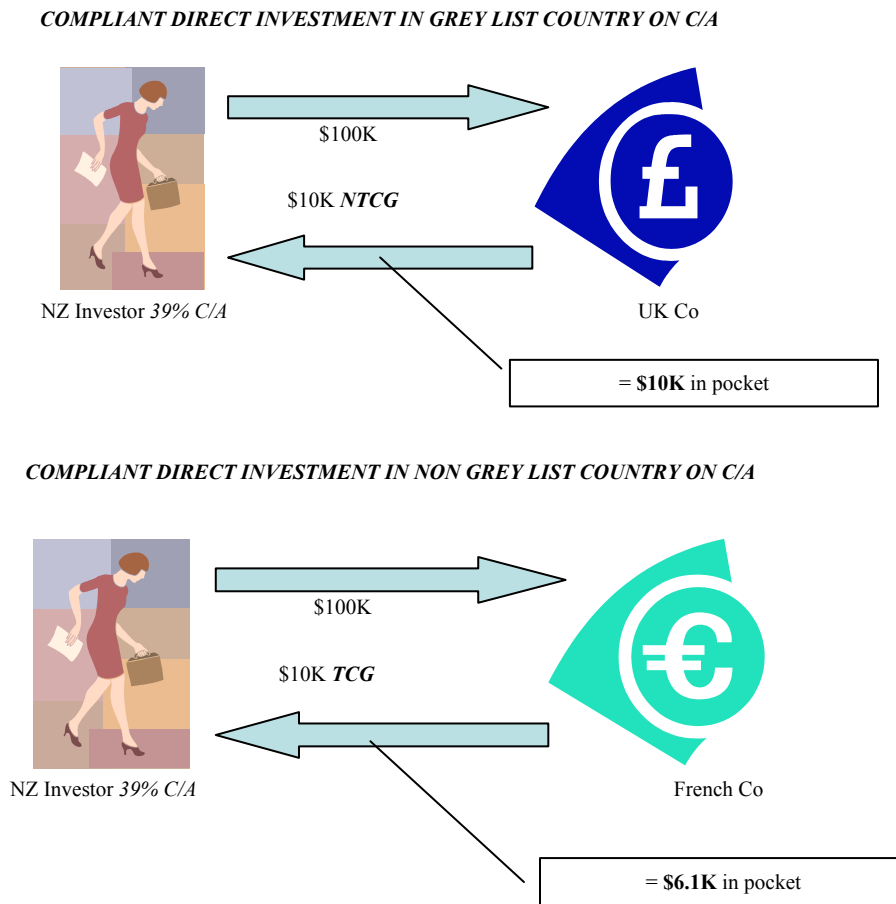 COMPLIANT DIRECT INVESTMENT IN GREY LIST COUNTRY ON C/A
$100K
$10K NTCG
£
NZ Investor 39% C/A
UK Co
= $10K in pocket
COMPLIANT DIRECT INVESTMENT IN NON GREY LIST COUNTRY ON C/A
$100K
$10K TCG
€
NZ Investor 39% C/A
French Co
= $6.1K in pocket